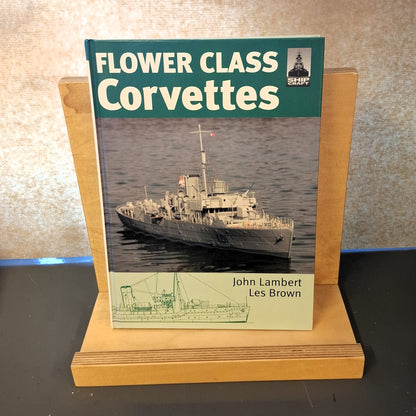 FLOWER CLASS
Corvettes
SHIP
CRAFT
John Lambert
Les Brown